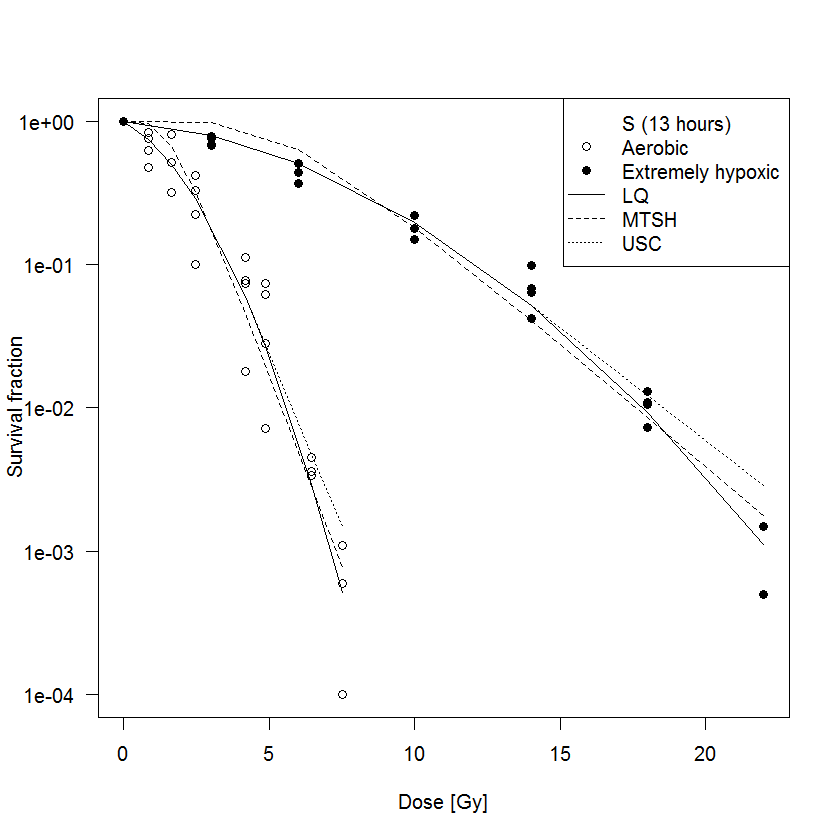 S (13 hours)
Aerobic
Extremely hypoxic
LQ
MTSH
USC
1e+00
1e-01
1e-02
1e-03
1e-04
Survival fraction
0 5 10 15 20
Dose [Gy]